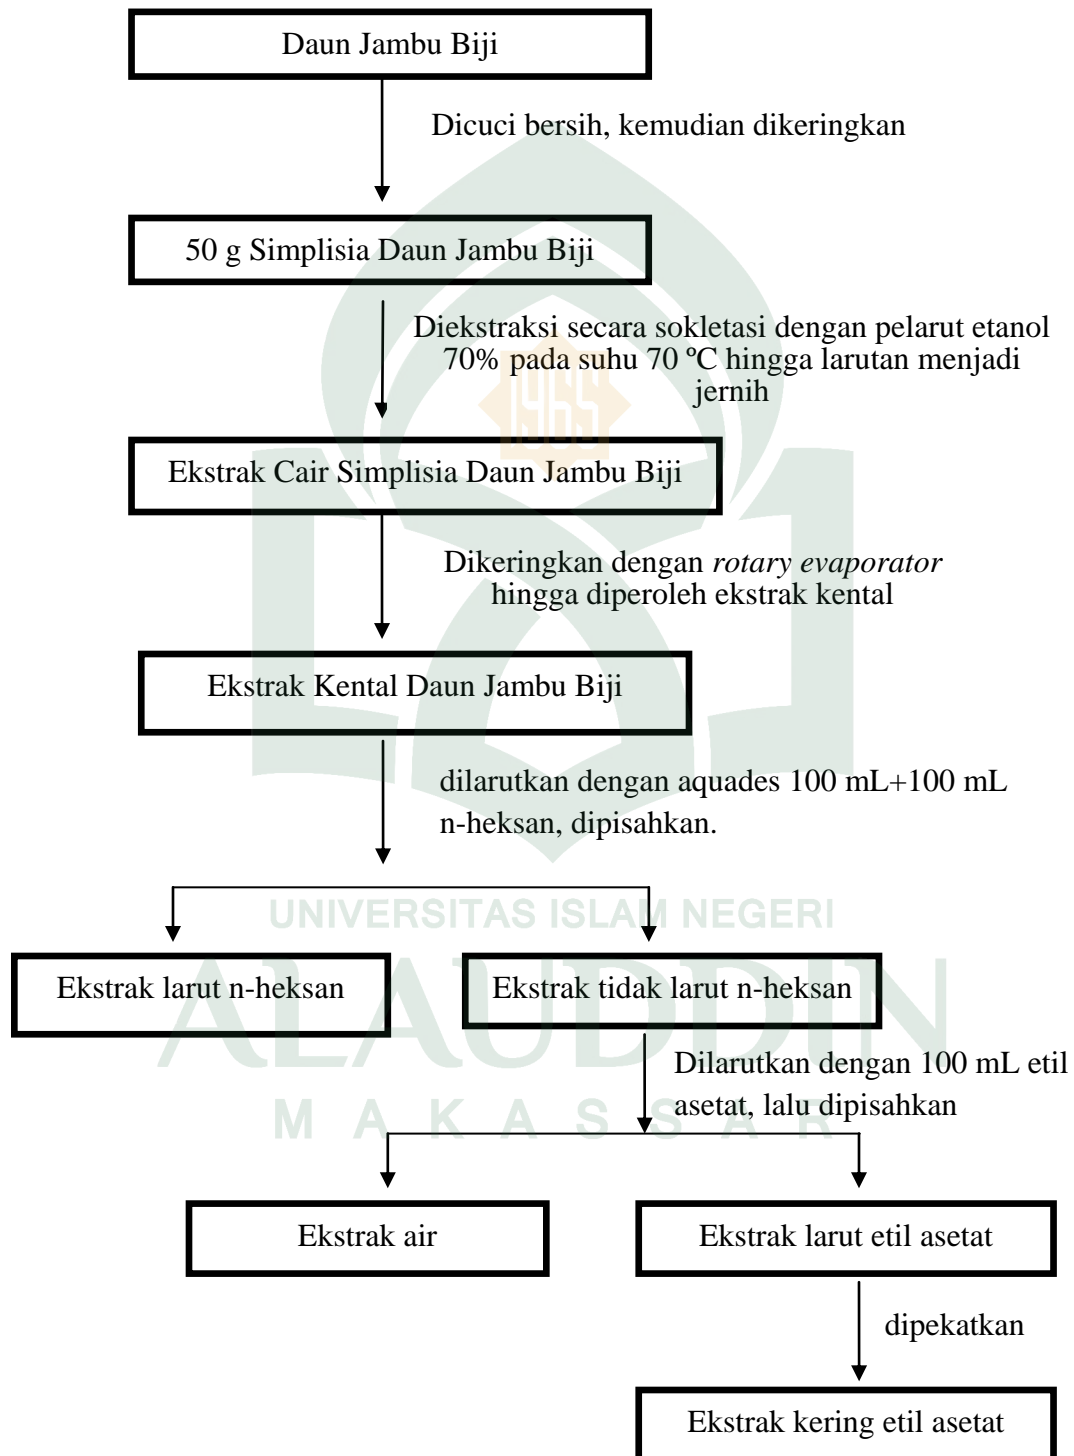 Daun Jambu Biji
Dicuci bersih, kemudian dikeringkan
50 g Simplisia Daun Jambu Biji
Diekstraksi secara sokletasi dengan pelarut etanol
70% pada suhu 70 ºC hingga larutan menjadi
jernih
1965
Ekstrak Cair Simplisia Daun Jambu Biji
Dikeringkan dengan rotary evaporator
hingga diperoleh ekstrak kental
Ekstrak Kental Daun Jambu Biji
dilarutkan dengan aquades 100 mL+100 mL
n-heksan, dipisahkan.
UNIVERSITAS ISLAM NEGERI
Ekstrak larut n-heksan
Ekstrak tidak larut n-heksan
ALAUDDIN
Dilarutkan dengan 100 mL etil
asetat, lalu dipisahkan
MAKASSAR
Ekstrak air
Ekstrak larut etil asetat
dipekatkan
Ekstrak kering etil asetat